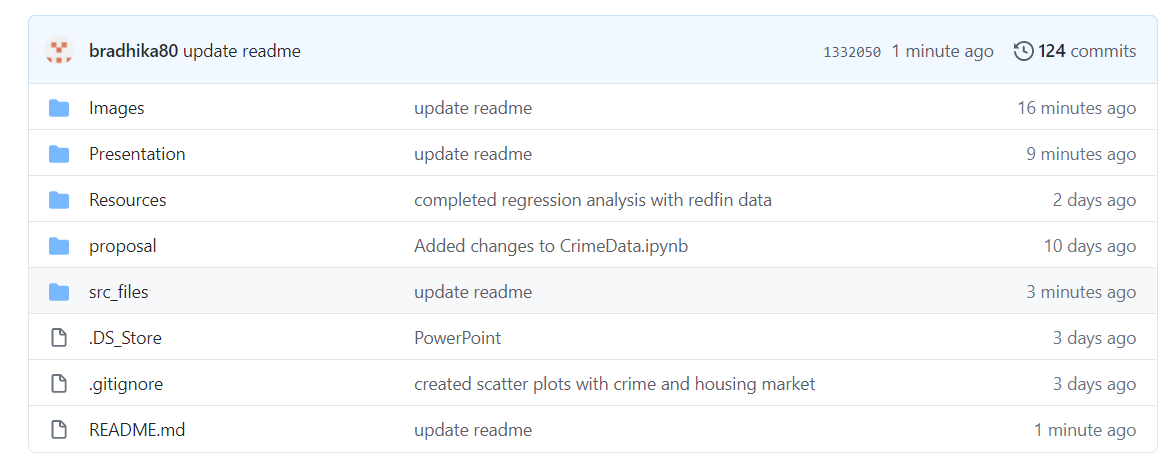 bradhika80 update readme 1332050 1 minute ago 124 commits
Images update readme 16 minutes ago
Presentation update readme 9 minutes ago
Resources completed regression analysis with redfin data 2 days ago
proposal Added changes to CrimeData.ipynb 10 days ago
src_files update readme 3 minutes ago
.DS_Store PowerPoint 3 days ago
.gitignore created scatter plots with crime and housing market 3 days ago
README.md update readme 1 minute ago